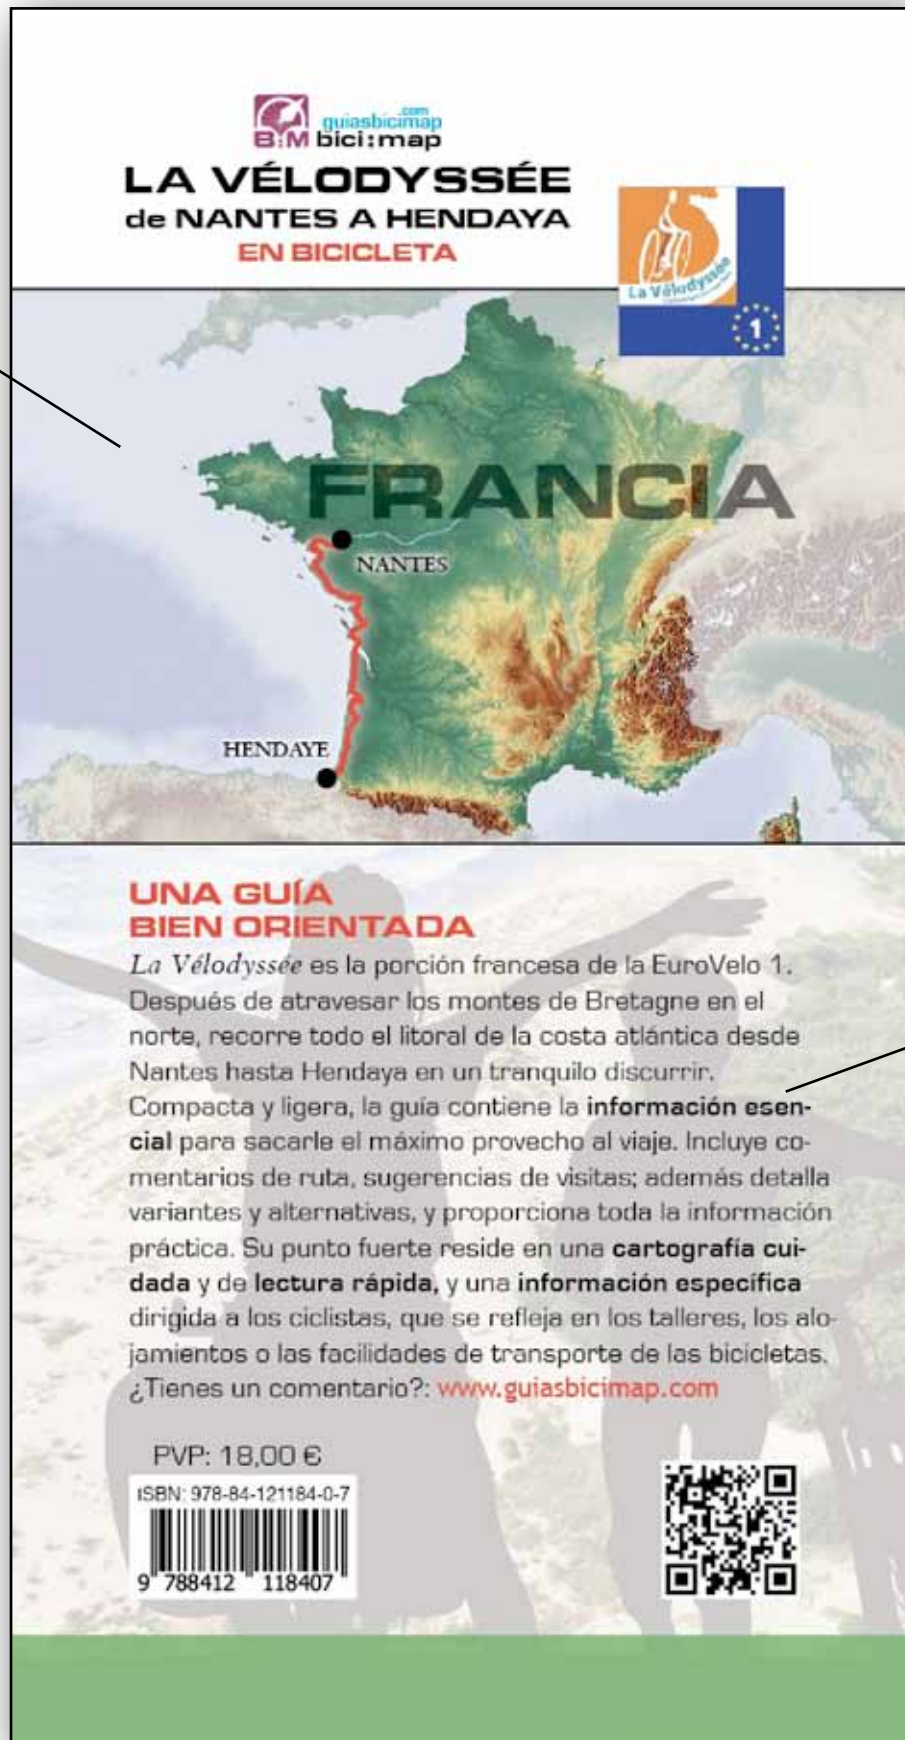 guiasbicimap
.com
B:M bici:map
LA VÉLODYSSÉE
de NANTES A HENDAYA
EN BICICLETA
La Vélodyssée
1
FRANCIA
NANTES
HENDAYE
UNA GUÍA
BIEN ORIENTADA
La Vélodyssée es la porción francesa de la EuroVelo 1.
Después de atravesar los montes de Bretagne en el
norte, recorre todo el litoral de la costa atlántica desde
Nantes hasta Hendaya en un tranquilo discurrir.
Compacta y ligera, la guía contiene la información esen-
cial para sacarle el máximo provecho al viaje. Incluye co-
mentarios de ruta, sugerencias de visitas; además detalla
variantes y alternativas, y proporciona toda la información
práctica. Su punto fuerte reside en una cartografía cui-
dada y de lectura rápida, y una información específica
dirigida a los ciclistas, que se refleja en los talleres, los alo-
jamientos o las facilidades de transporte de las bicicletas.
¿Tienes un comentario?: www.guiasbicimap.com
PVP: 18,00 €
ISBN: 978-84-121184-0-7
9 788412 118407